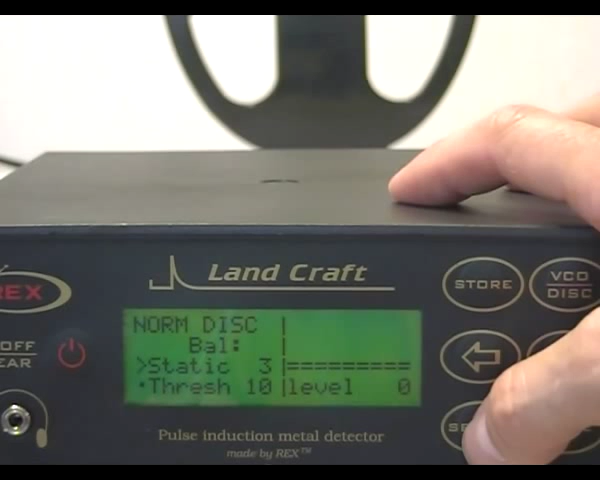 Land Craft
REX
STORE
VCO
DISC
OFF
EAR
NORM DISC |
Bal: |
>Static 3|=========
•Thresh 10|level 0
SE
Pulse induction metal detector
made by REX™